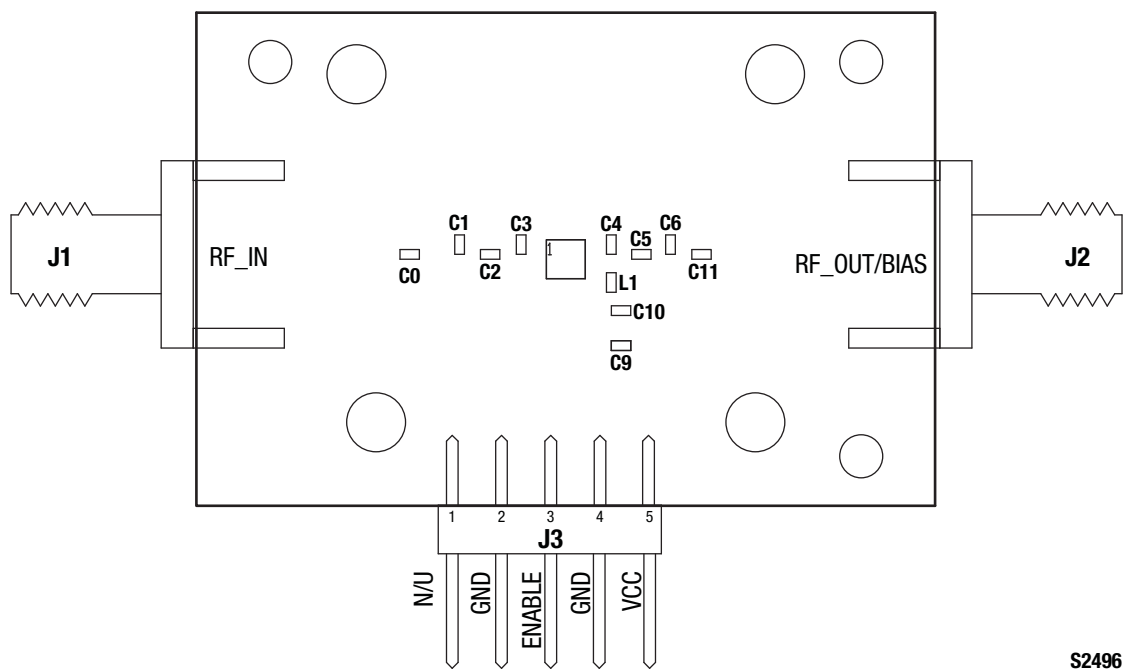 C1
C3
C4
C6
C5
J1
RF_IN
1
RF_OUT/BIAS
J2
C0
C2
C11
L1
C10
C9
1 2 3 4 5
J3
N/U
GND
ENABLE
GND
VCC
S2496